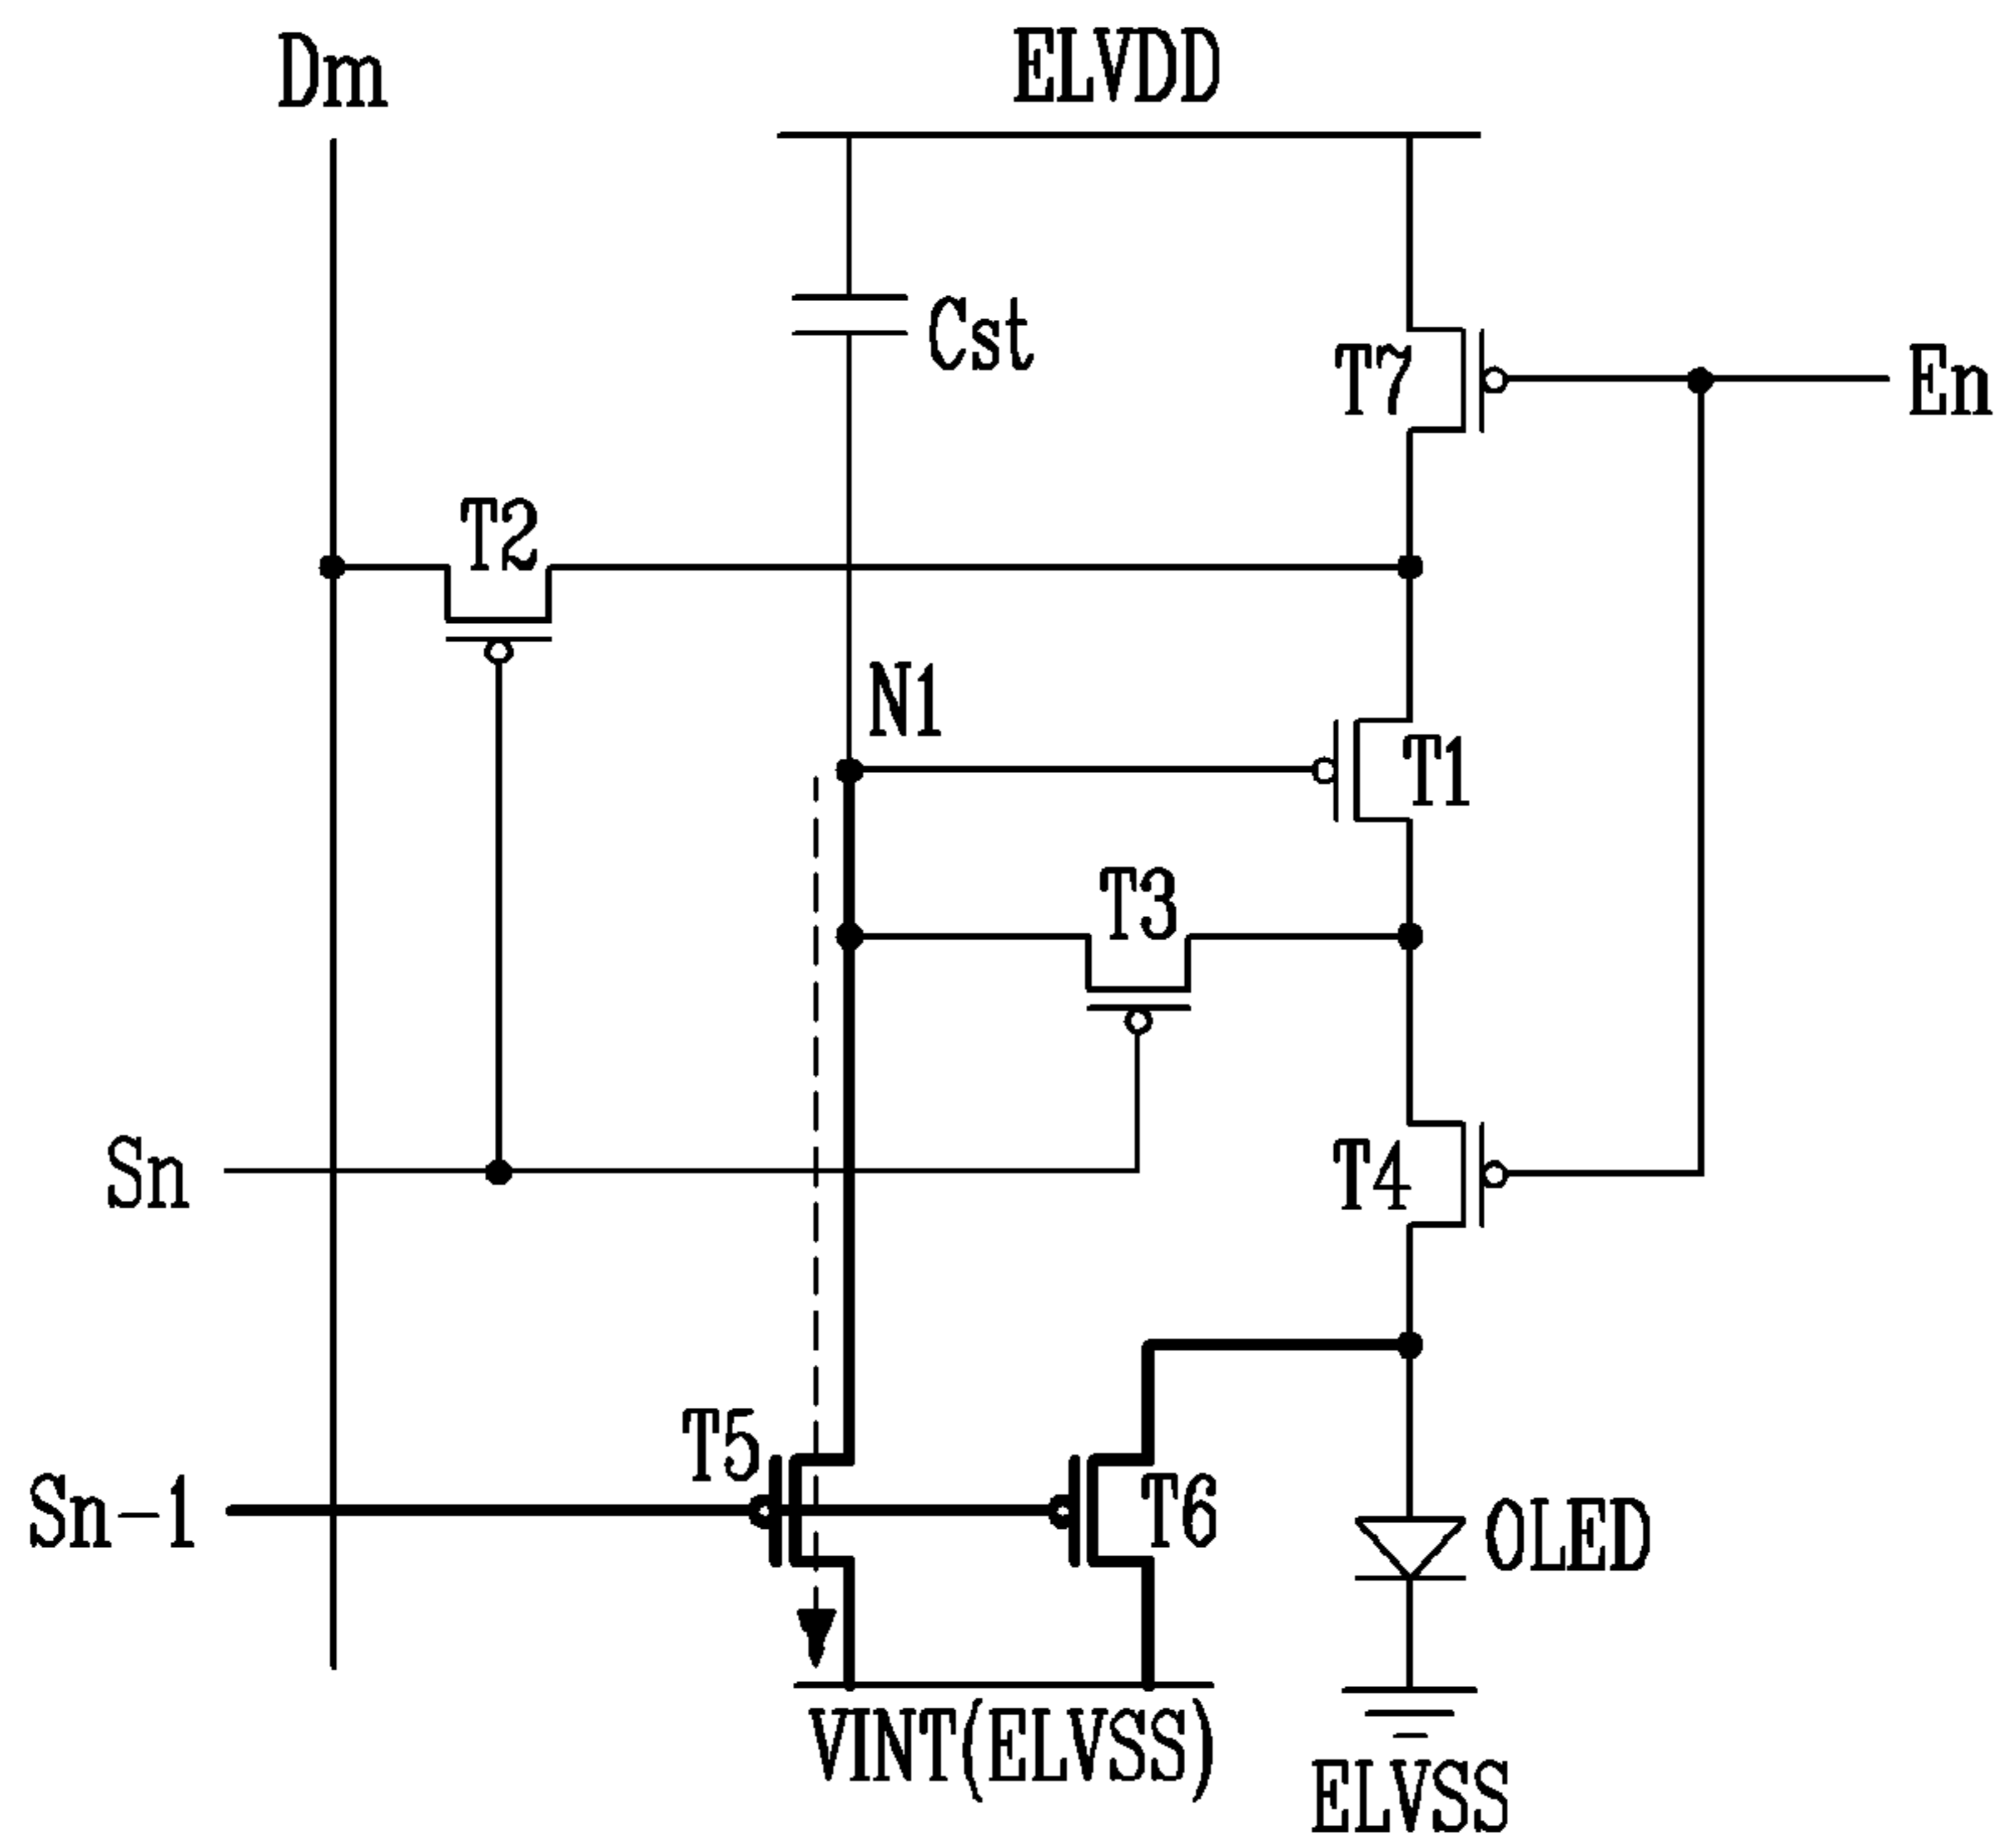 Dm
ELVDD
Cst
T7
En
T2
N1
T1
T3
Sn
T4
T5
Sn-1
T6
OLED
VINT(ELVSS)
ELVSS